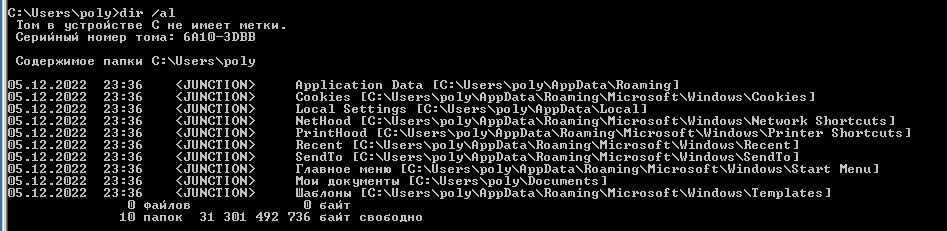 C:\Users\poly>dir /al
Том в устройстве C не имеет метки.
Серийный номер тома: 6A10-3DBB
Содержимое папки C:\Users\poly
05.12.2022  23:36    <JUNCTION>     Application Data [C:\Users\poly\AppData\Roaming]
05.12.2022  23:36    <JUNCTION>     Cookies [C:\Users\poly\AppData\Roaming\Microsoft\Windows\Cookies]
05.12.2022  23:36    <JUNCTION>     Local Settings [C:\Users\poly\AppData\Local]
05.12.2022  23:36    <JUNCTION>     NetHood [C:\Users\poly\AppData\Roaming\Microsoft\Windows\Network Shortcuts]
05.12.2022  23:36    <JUNCTION>     PrintHood [C:\Users\poly\AppData\Roaming\Microsoft\Windows\Printer Shortcuts]
05.12.2022  23:36    <JUNCTION>     Recent [C:\Users\poly\AppData\Roaming\Microsoft\Windows\Recent]
05.12.2022  23:36    <JUNCTION>     SendTo [C:\Users\poly\AppData\Roaming\Microsoft\Windows\SendTo]
05.12.2022  23:36    <JUNCTION>     Главное меню [C:\Users\poly\AppData\Roaming\Microsoft\Windows\Start Menu]
05.12.2022  23:36    <JUNCTION>     Мои документы [C:\Users\poly\Documents]
05.12.2022  23:36    <JUNCTION>     Шаблоны [C:\Users\poly\AppData\Roaming\Microsoft\Windows\Templates]
0 файлов              0 байт
10 папок  31 301 492 736 байт свободно